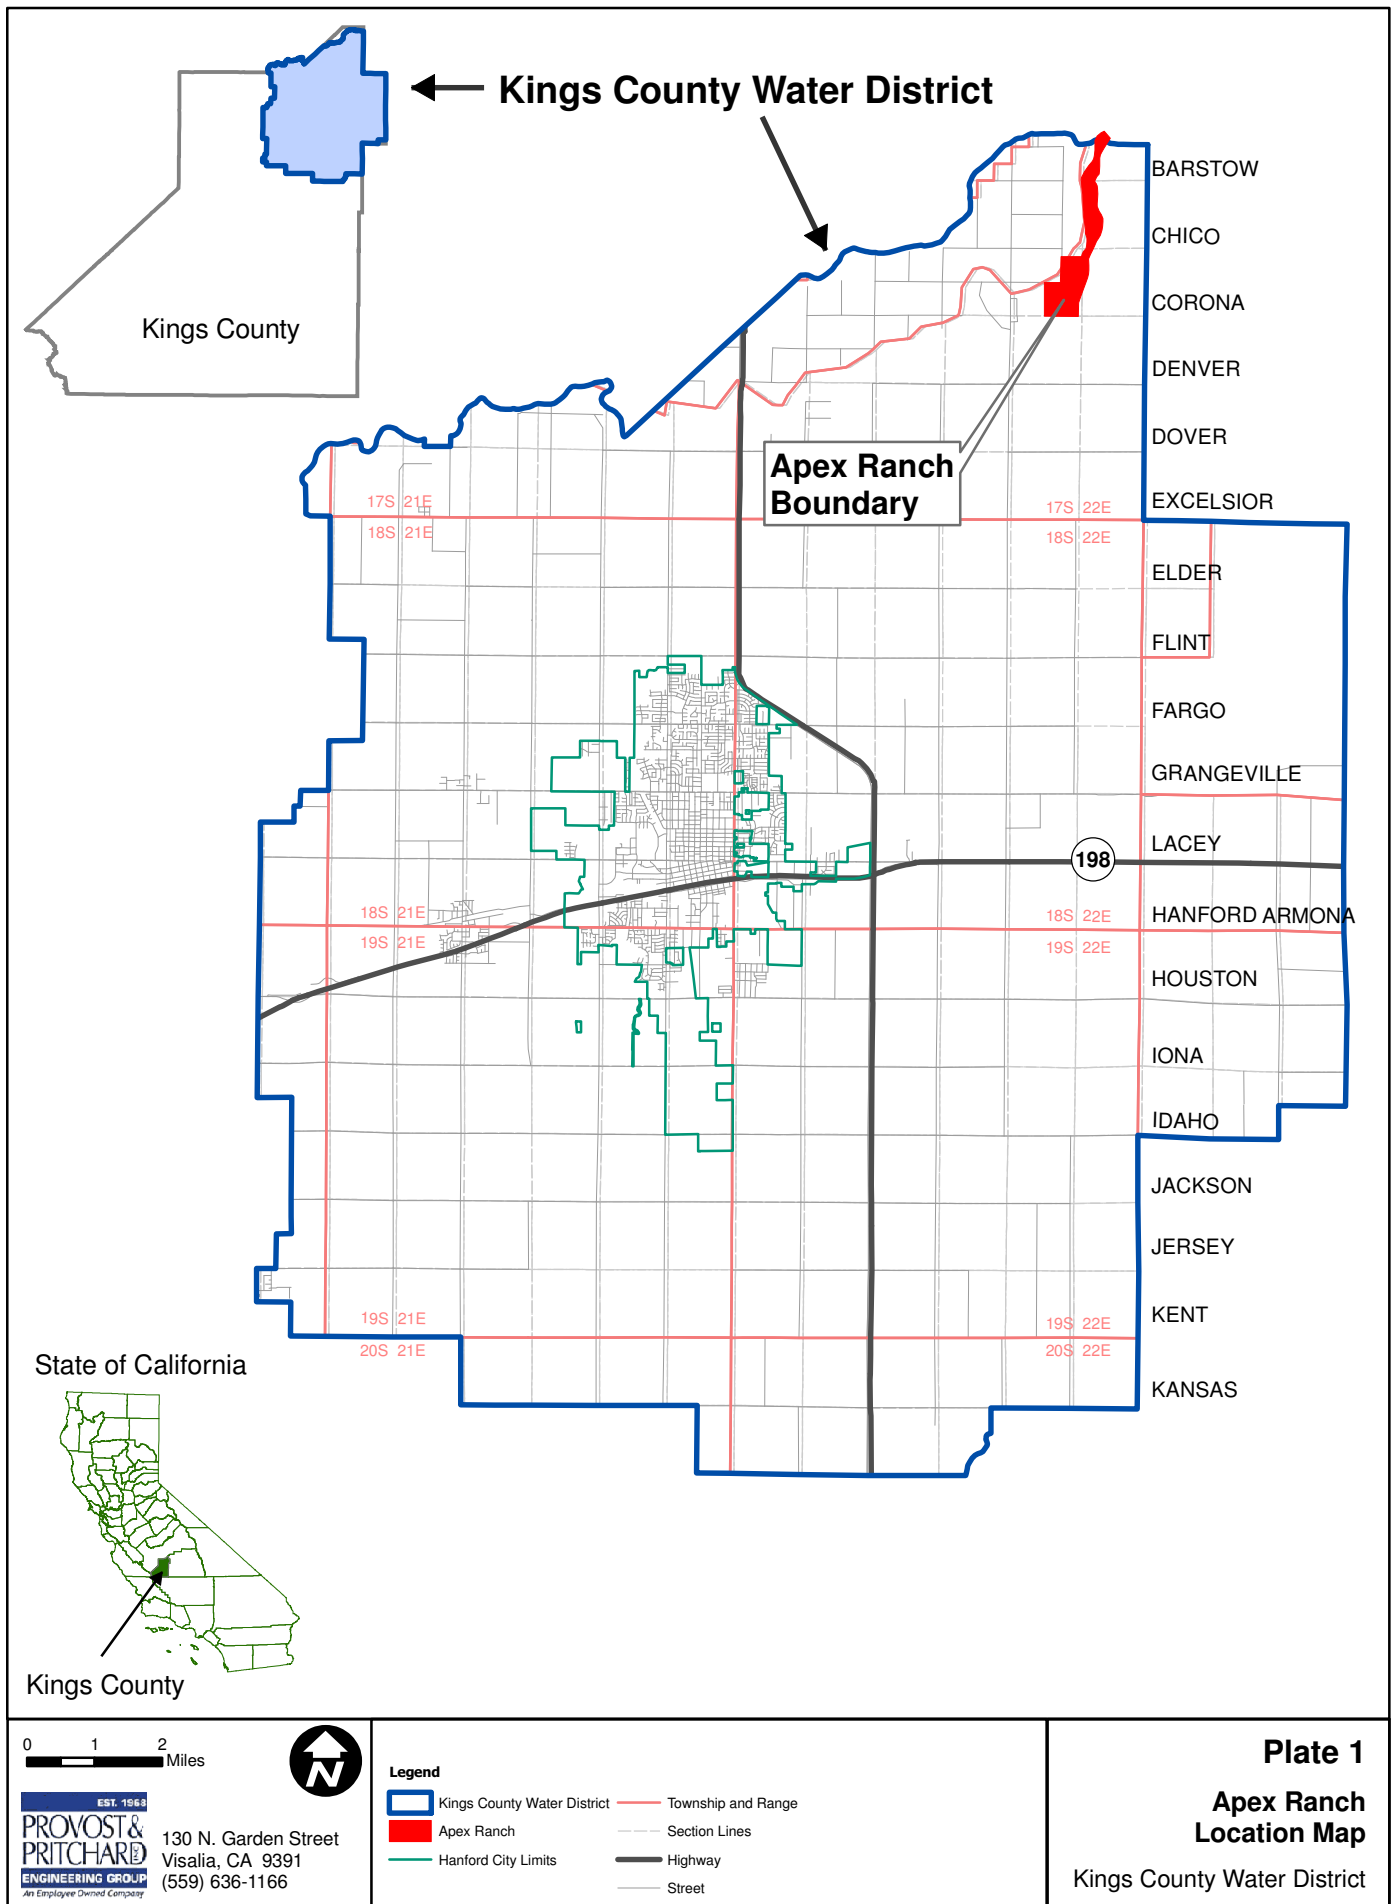 Kings County Water District
Kings County
BARSTOW
CHICO
CORONA
DENVER
DOVER
EXCELSIOR
ELDER
FLINT
FARGO
GRANGEVILLE
LACEY
HANFORD ARMONA
HOUSTON
IONA
IDAHO
JACKSON
JERSEY
KENT
KANSAS
Apex Ranch
Boundary
17S 21E
18S 21E
17S 22E
18S 22E
198
18S 21E
19S 21E
18S 22E
19S 22E
19S 21E
20S 21E
19S 22E
20S 22E
State of California
Kings County
0 1 2
Miles
N
EST. 1968
PROVOST &
PRITCHARD INC
ENGINEERING GROUP
An Employee Owned Company
130 N. Garden Street
Visalia, CA 9391
(559) 636-1166
Legend
Kings County Water District
Apex Ranch
Hanford City Limits
Township and Range
Section Lines
Highway
Street
Plate 1
Apex Ranch
Location Map
Kings County Water District